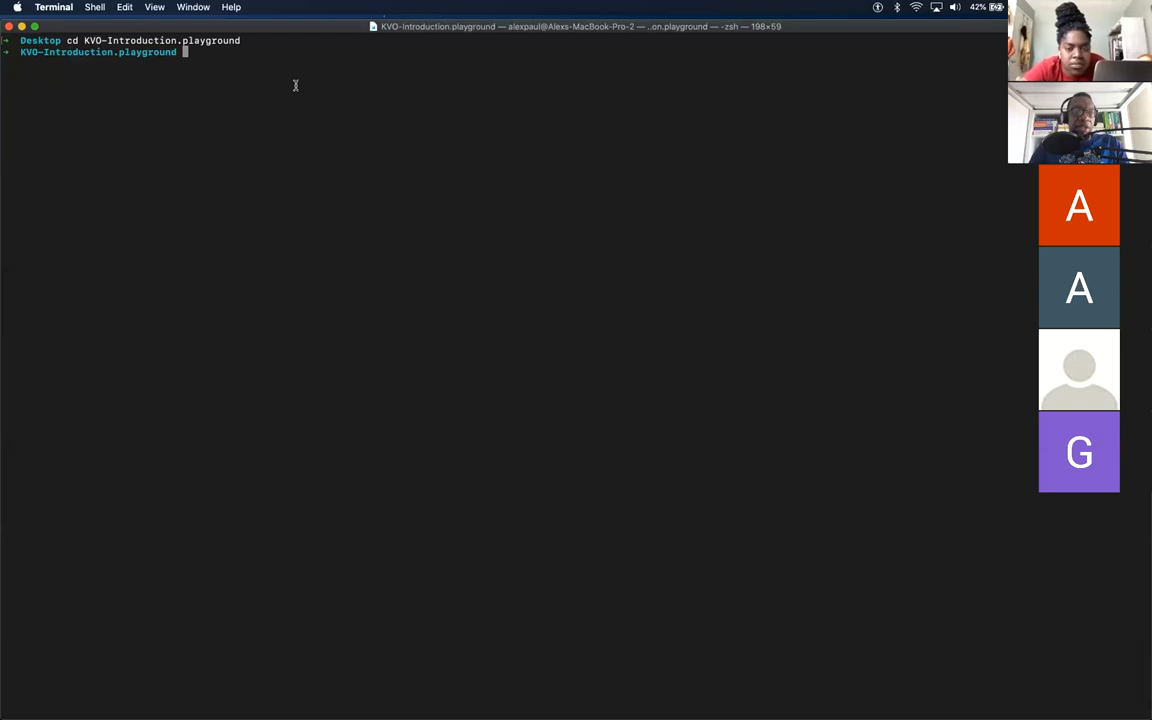 Terminal Shell Edit View Window Help 42%
KVO-Introduction.playground — alexpaul@Alexs-MacBook-Pro-2 — ..on.playground — -zsh — 198×59
→ Desktop cd KVO-Introduction.playground
→ KVO-Introduction.playground
A
A
G